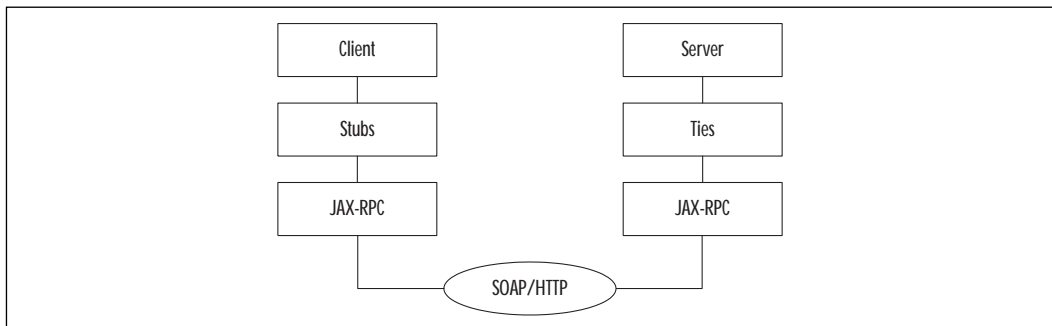 Client
Server
Stubs
Ties
JAX-RPC
JAX-RPC
SOAP/HTTP